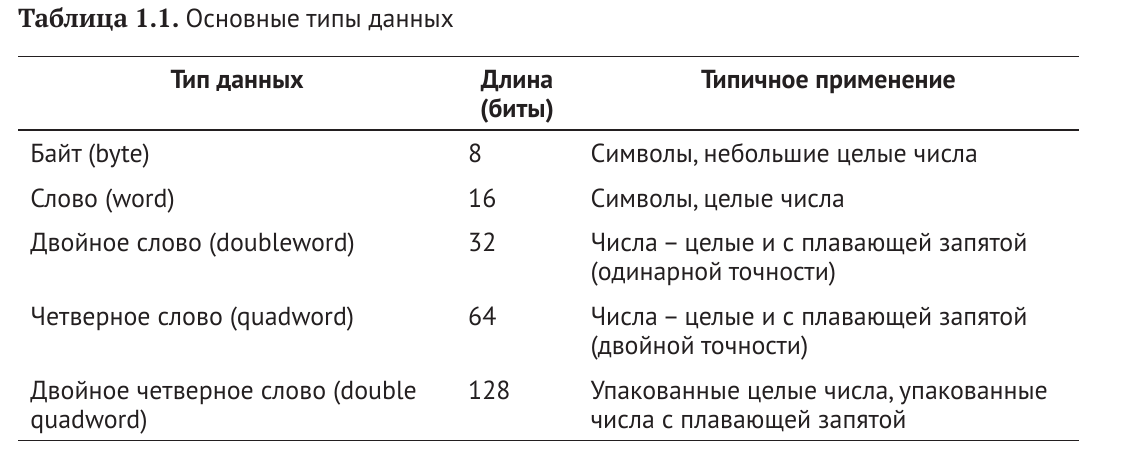 Таблица 1.1. Основные типы данных
Тип данных Длина (биты) Типичное применение
Байт (byte) 8 Символы, небольшие целые числа
Слово (word) 16 Символы, целые числа
Двойное слово (doubleword) 32 Числа – целые и с плавающей запятой
(одинарной точности)
Четверное слово (quadword) 64 Числа – целые и с плавающей запятой
(двойной точности)
Двойное четверное слово (double 128 Упакованные целые числа, упакованные
quadword) числа с плавающей запятой